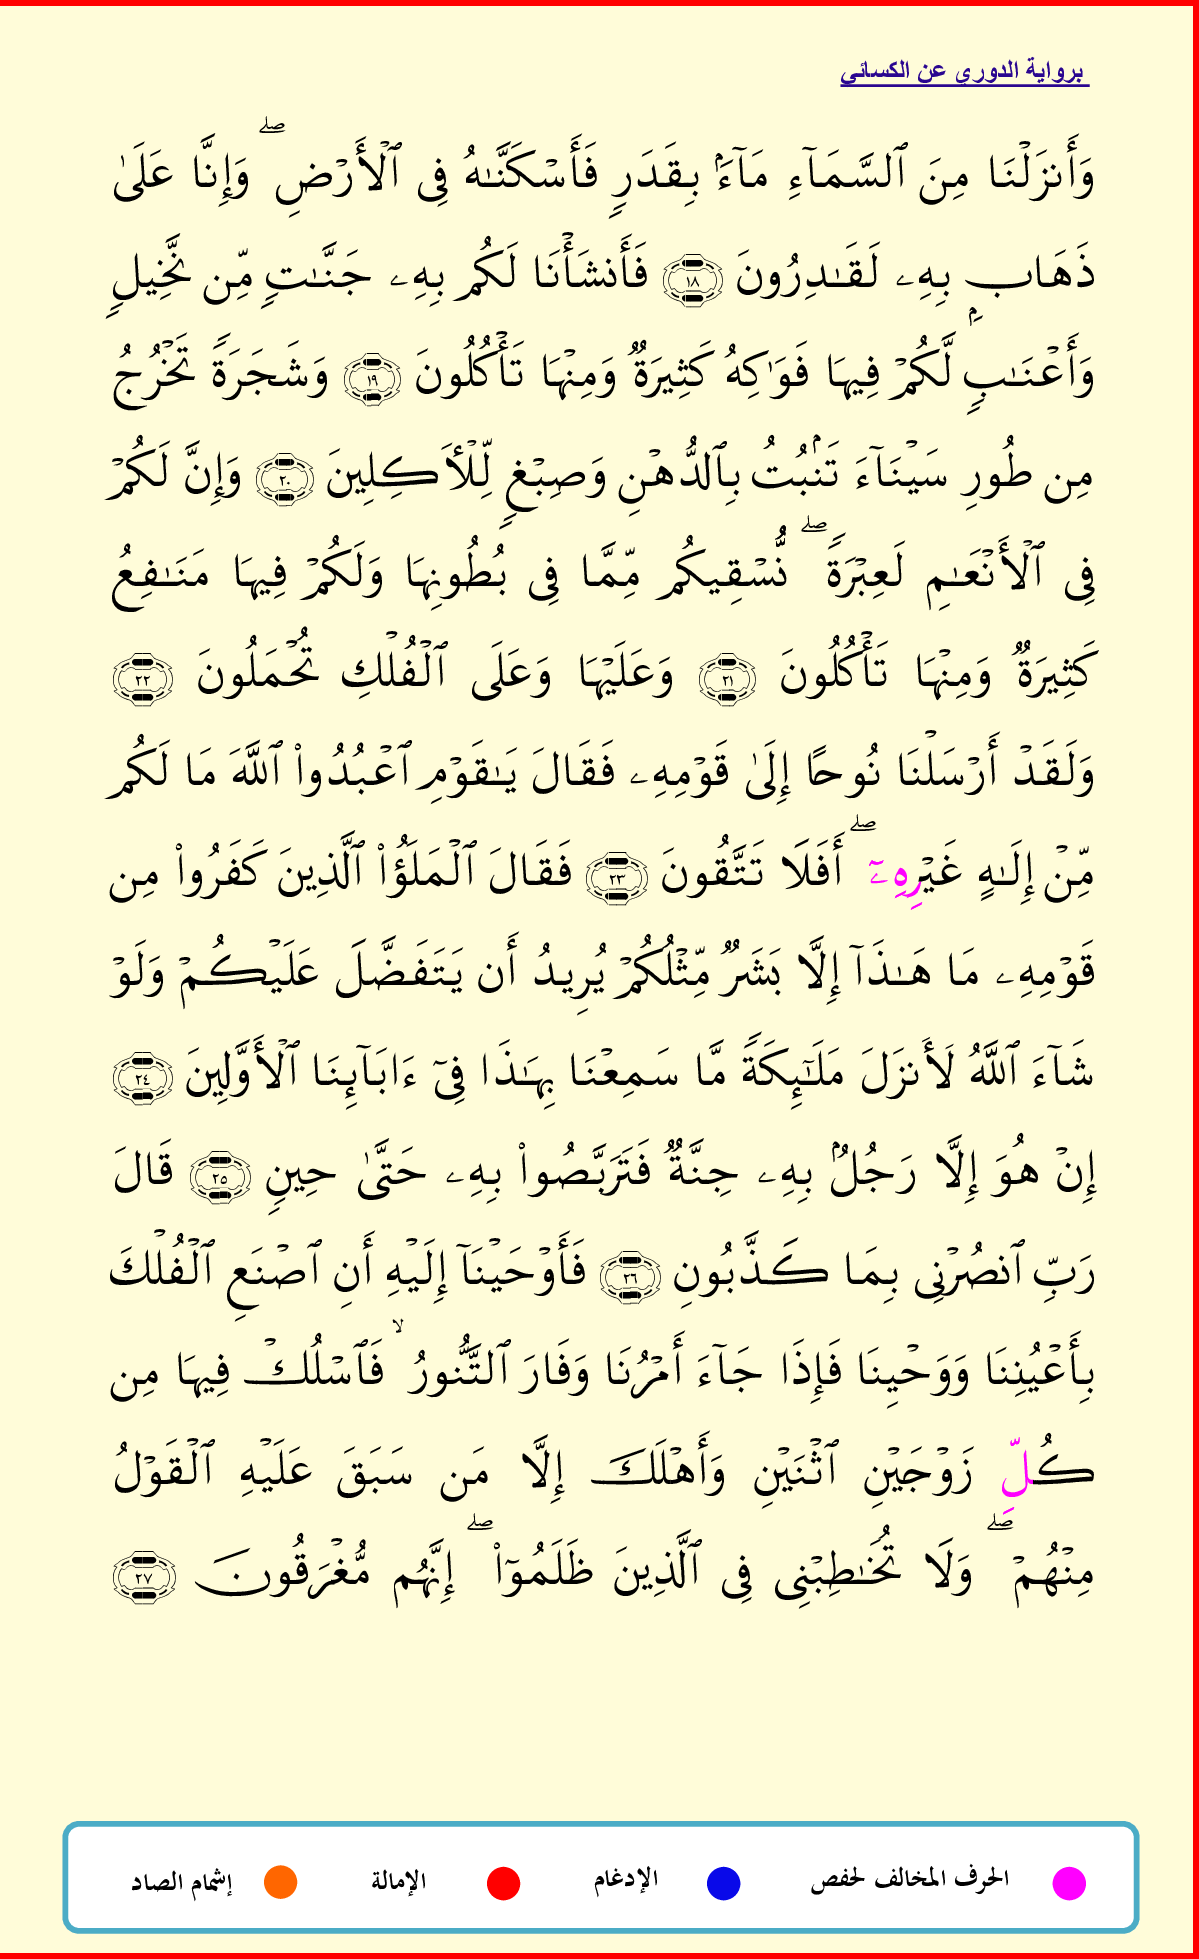 برواية الدوري عن الكسائي
وَأَنزَلۡنَا مِنَ ٱلسَّمَآءِ مَآءَۢ بِقَدَرٖ فَأَسۡكَنَّٰهُ فِي ٱلۡأَرۡضِۖ وَإِنَّا عَلَىٰ
ذَهَابِۭ بِهِۦ لَقَٰدِرُونَ ١٨ فَأَنشَأۡنَا لَكُم بِهِۦ جَنَّٰتٖ مِّن نَّخِيلٖ
وَأَعۡنَٰبٖ لَّكُمۡ فِيهَا فَوَٰكِهُ كَثِيرَةٞ وَمِنۡهَا تَأۡكُلُونَ ١٩ وَشَجَرَةٗ تَخۡرُجُ
مِن طُورِ سَيۡنَآءَ تَنۢبُتُ بِٱلدُّهۡنِ وَصِبۡغٖ لِّلۡأٓكِلِينَ ٢٠ وَإِنَّ لَكُمۡ
فِي ٱلۡأَنۡعَٰمِ لَعِبۡرَةٗۖ نُّسۡقِيكُم مِّمَّا فِي بُطُونِهَا وَلَكُمۡ فِيهَا مَنَٰفِعُ
كَثِيرَةٞ وَمِنۡهَا تَأۡكُلُونَ ٢١ وَعَلَيۡهَا وَعَلَى ٱلۡفُلۡكِ تُحۡمَلُونَ ٢٢
وَلَقَدۡ أَرۡسَلۡنَا نُوحًا إِلَىٰ قَوۡمِهِۦ فَقَالَ يَٰقَوۡمِ ٱعۡبُدُواْ ٱللَّهَ مَا لَكُم
مِّنۡ إِلَٰهٍ غَيۡرِهِۦٓۖ أَفَلَا تَتَّقُونَ ٢٣ فَقَالَ ٱلۡمَلَؤُاْ ٱلَّذِينَ كَفَرُواْ مِن
قَوۡمِهِۦ مَا هَٰذَآ إِلَّا بَشَرٞ مِّثۡلُكُمۡ يُرِيدُ أَن يَتَفَضَّلَ عَلَيۡكُمۡ وَلَوۡ
شَآءَ ٱللَّهُ لَأَنزَلَ مَلَٰٓئِكَةٗ مَّا سَمِعۡنَا بِهَٰذَا فِيٓ ءَابَآئِنَا ٱلۡأَوَّلِينَ ٢٤
إِنۡ هُوَ إِلَّا رَجُلُۢ بِهِۦ جِنَّةٞ فَتَرَبَّصُواْ بِهِۦ حَتَّىٰ حِينٖ ٢٥ قَالَ
رَبِّ ٱنصُرۡنِي بِمَا كَذَّبُونِ ٢٦ فَأَوۡحَيۡنَآ إِلَيۡهِ أَنِ ٱصۡنَعِ ٱلۡفُلۡكَ
بِأَعۡيُنِنَا وَوَحۡيِنَا فَإِذَا جَآءَ أَمۡرُنَا وَفَارَ ٱلتَّنُّورُۙ فَٱسۡلُكۡ فِيهَا مِن
كُلِّ زَوۡجَيۡنِ ٱثۡنَيۡنِ وَأَهۡلَكَ إِلَّا مَن سَبَقَ عَلَيۡهِ ٱلۡقَوۡلُ
مِنۡهُمۡۖ وَلَا تُخَٰطِبۡنِي فِي ٱلَّذِينَ ظَلَمُوٓاْۖ إِنَّهُم مُّغۡرَقُونَ ٢٧
الحرف المخالف لحفص الإدغام الإمالة إشمام الصاد